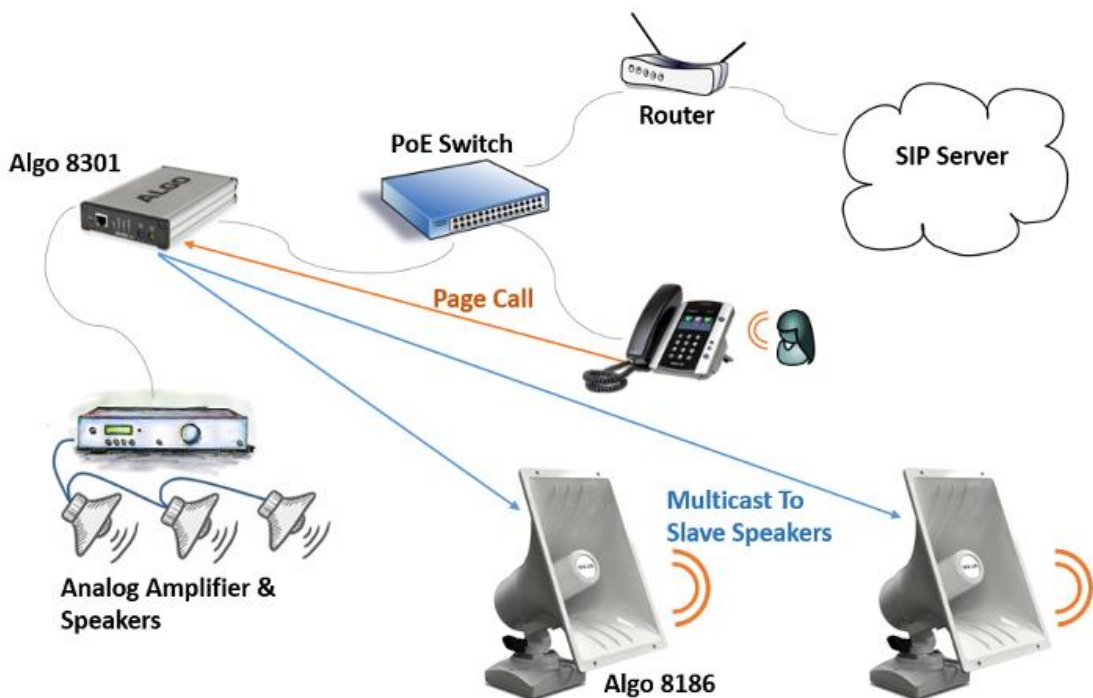 Router
PoE Switch
SIP Server
Algo 8301
ALGO
Page Call
Multicast To
Slave Speakers
Analog Amplifier &
Speakers
Algo 8186